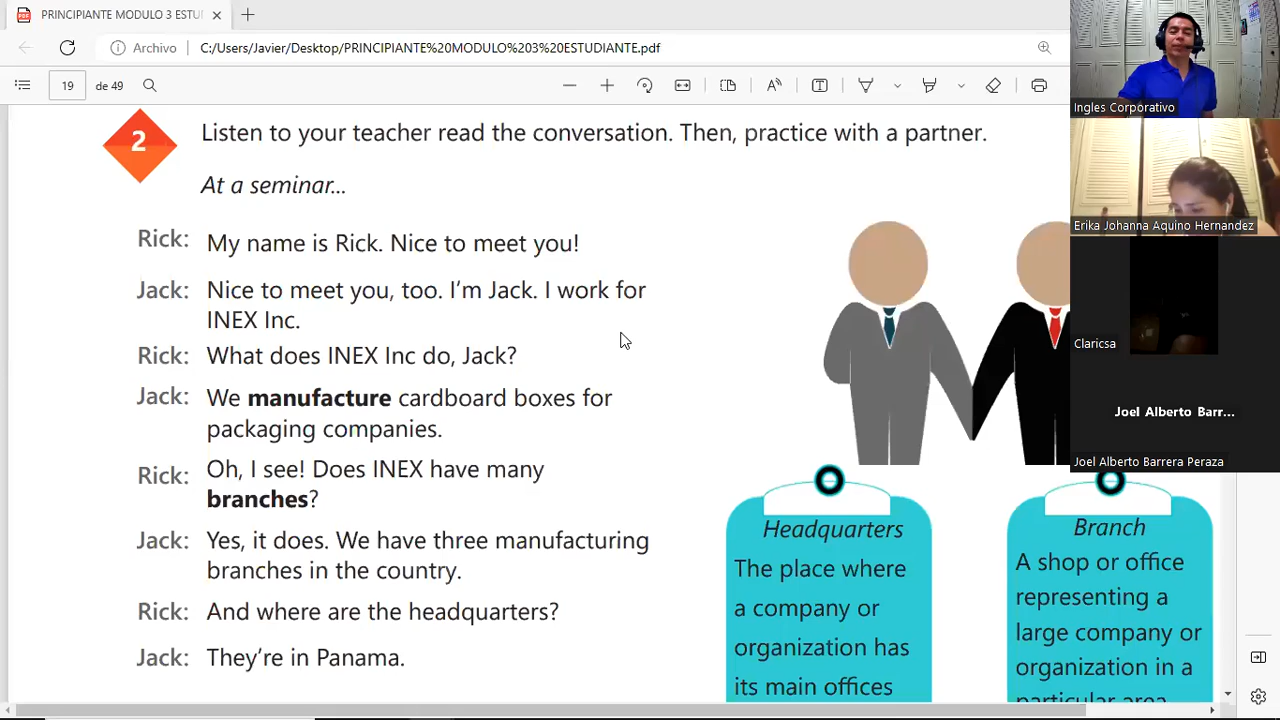 PRINCIPIANTE MODULO 3 ESTU
Archivo
C:/Users/Javier/Desktop/PRINCIPIANTE%20MODULO%203%20ESTUDIANTE.pdf
19
de 49
2
Listen to your teacher read the conversation. Then, practice with a partner.
At a seminar...
Rick: My name is Rick. Nice to meet you!
Jack: Nice to meet you, too. I'm Jack. I work for
INEX Inc.
Rick: What does INEX Inc do, Jack?
Jack: We manufacture cardboard boxes for
packaging companies.
Rick: Oh, I see! Does INEX have many
branches?
Jack: Yes, it does. We have three manufacturing
branches in the country.
Rick: And where are the headquarters?
Jack: They're in Panama.
Headquarters
The place where
a company or
organization has
its main offices
Branch
A shop or office
representing a
large company or
organization in a
particular area
Ingles Corporativo
Erika Johanna Aquino Hernandez
Claricsa
Joel Alberto Barr...
Joel Alberto Barrera Peraza